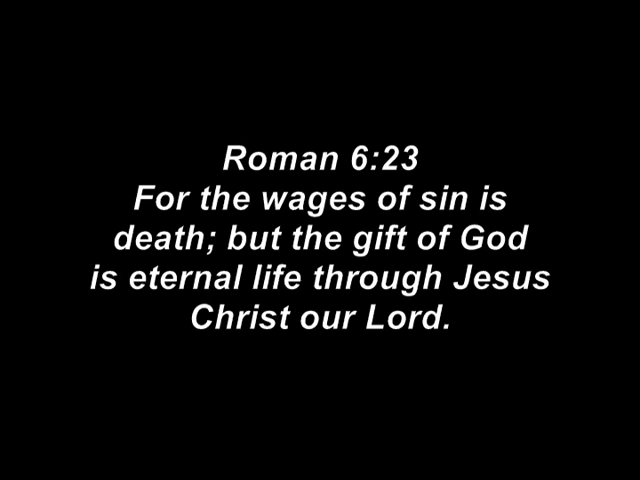 Roman 6:23
For the wages of sin is
death; but the gift of God
is eternal life through Jesus
Christ our Lord.